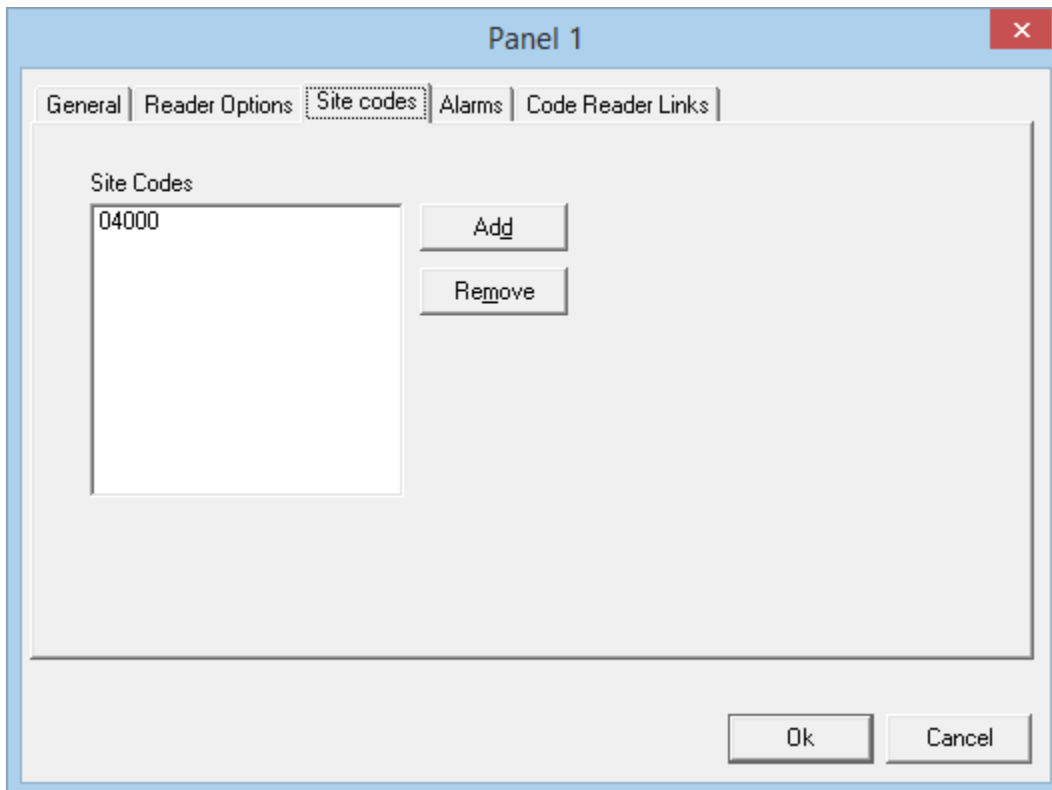 Panel 1
General Reader Options Site codes Alarms Code Reader Links
Site Codes
04000
Add
Remove
Ok Cancel